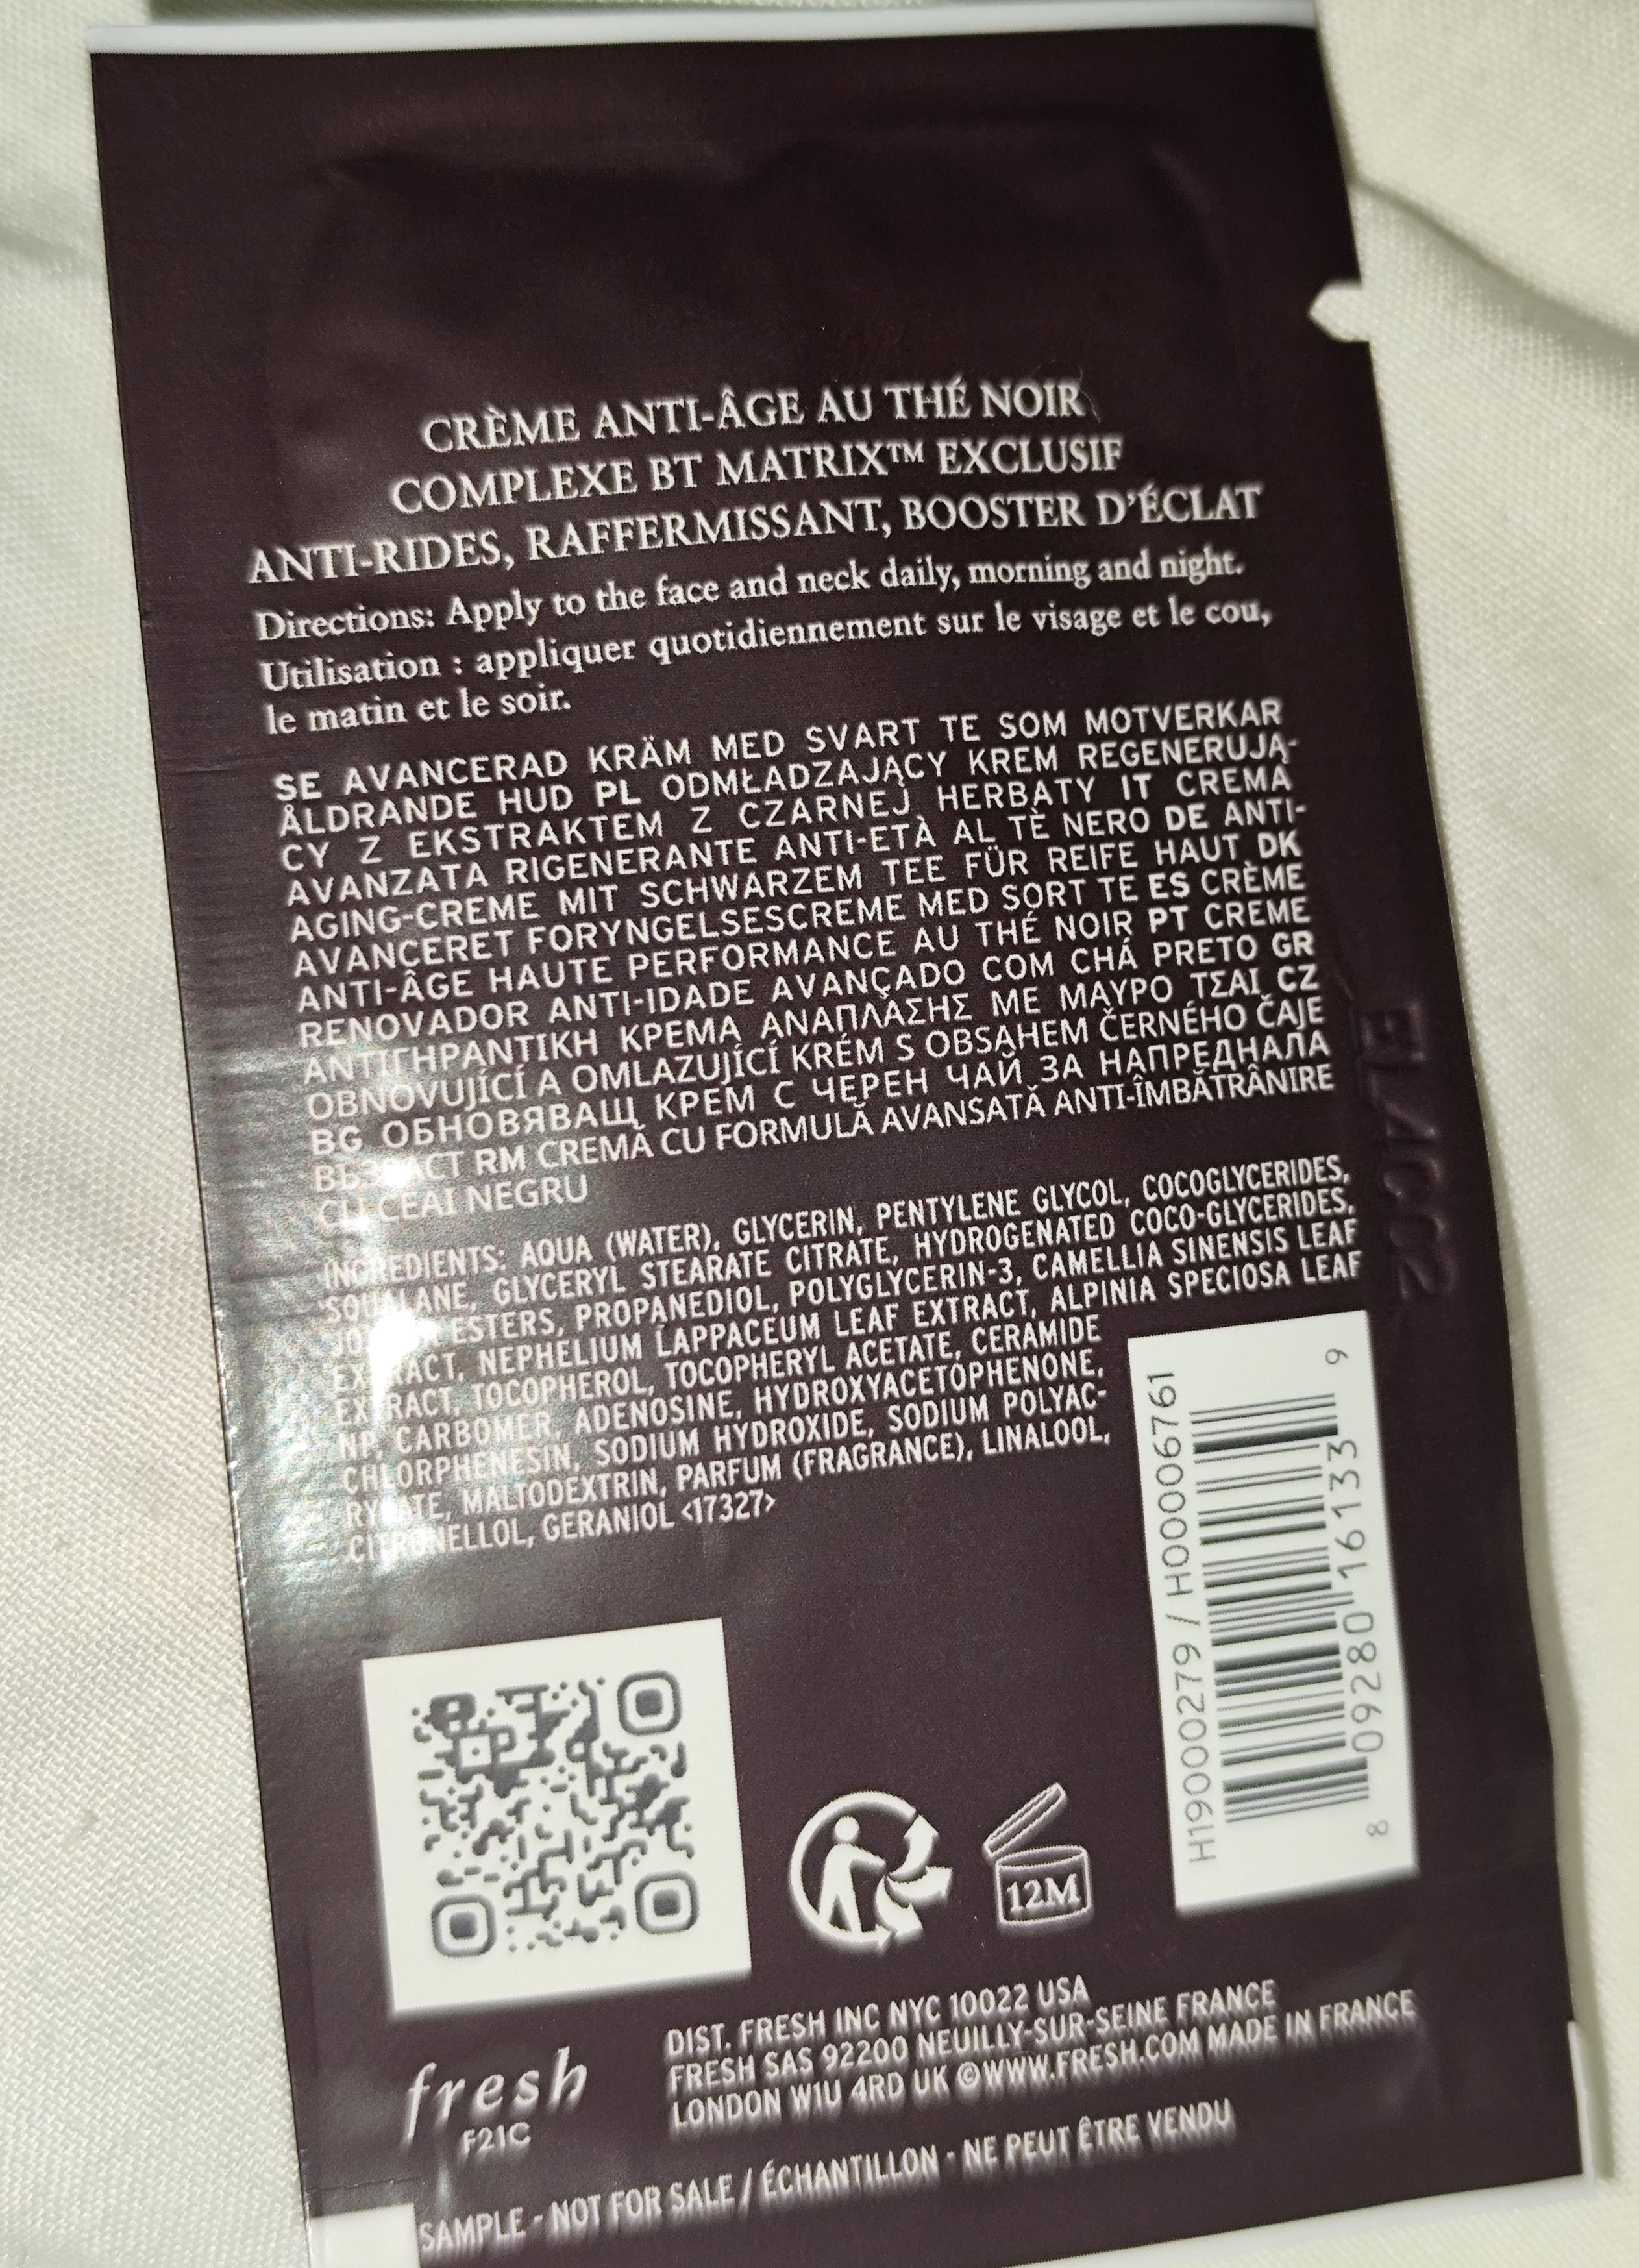 CRÈME ANTI-ÂGE AU THÉ NOIR
COMPLEXE BT MATRIX™ EXCLUSIF
ANTI-RIDES, RAFFERMISSANT, BOOSTER D'ÉCLAT
Directions: Apply to the face and neck daily, morning and night.
Utilisation : appliquer quotidiennement sur le visage et le cou,
le matin et le soir.
SE AVANCERAD KRÄM MED SVART TE SOM MOTVERKAR
ÅLDRANDE HUD PL ODMŁADZAJĄCY KREM REGENERUJĄ-
CY Z EKSTRAKTEM Z CZARNEJ HERBATY IT CREMA
AVANZATA RIGENERANTE ANTI-ETÀ AL TÈ NERO DE ANTI-
AGING-CREME MIT SCHWARZEM TEE FÜR REIFE HAUT DK
AVANCERET FORYNGELSESCREME MED SORT TE ES CRÈME
ANTI-ÂGE HAUTE PERFORMANCE AU THÉ NOIR PT CREME
RENOVADOR ANTI-IDADE AVANÇADO COM CHÁ PRETO GR
ΑΝΤΙΓΗΡΑΝΤΙΚΗ ΚΡΕΜΑ ΑΝΑΠΛΑΣΗΣ ΜΕ ΜΑΥΡΟ ΤΣΑΙ CZ
OBNOVUJÍCÍ A OMLAZUJÍCÍ KRÉM S OBSAHEM ČERNÉHO ČAJE
BG ОБНОВЯВАЩ КРЕМ С ЧЕРЕН ЧАЙ ЗА НАПРЕДНАЛА
ВЪЗРАСТ RM CREMĂ CU FORMULĂ AVANSATĂ ANTI-ÎMBĂTRÂNIRE
CU CEAI NEGRU
INGREDIENTS: AQUA (WATER), GLYCERIN, PENTYLENE GLYCOL, COCOGLYCERIDES,
SQUALANE, GLYCERYL STEARATE CITRATE, HYDROGENATED COCO-GLYCERIDES,
JOJOBA ESTERS, PROPANEDIOL, POLYGLYCERIN-3, CAMELLIA SINENSIS LEAF
EXTRACT, NEPHELIUM LAPPACEUM LEAF EXTRACT, ALPINIA SPECIOSA LEAF
EXTRACT, TOCOPHEROL, TOCOPHERYL ACETATE, CERAMIDE
NP, CARBOMER, ADENOSINE, HYDROXYACETOPHENONE,
CHLORPHENESIN, SODIUM HYDROXIDE, SODIUM POLYAC-
RYLATE, MALTODEXTRIN, PARFUM (FRAGRANCE), LINALOOL,
CITRONELLOL, GERANIOL <17327>
H19000279 / H00006761
8 09280 16133 9
12M
fresh
F21C
DIST. FRESH INC NYC 10022 USA
FRESH SAS 92200 NEUILLY-SUR-SEINE FRANCE
LONDON W1U 4RD UK ©WWW.FRESH.COM MADE IN FRANCE
SAMPLE - NOT FOR SALE / ÉCHANTILLON - NE PEUT ÊTRE VENDU